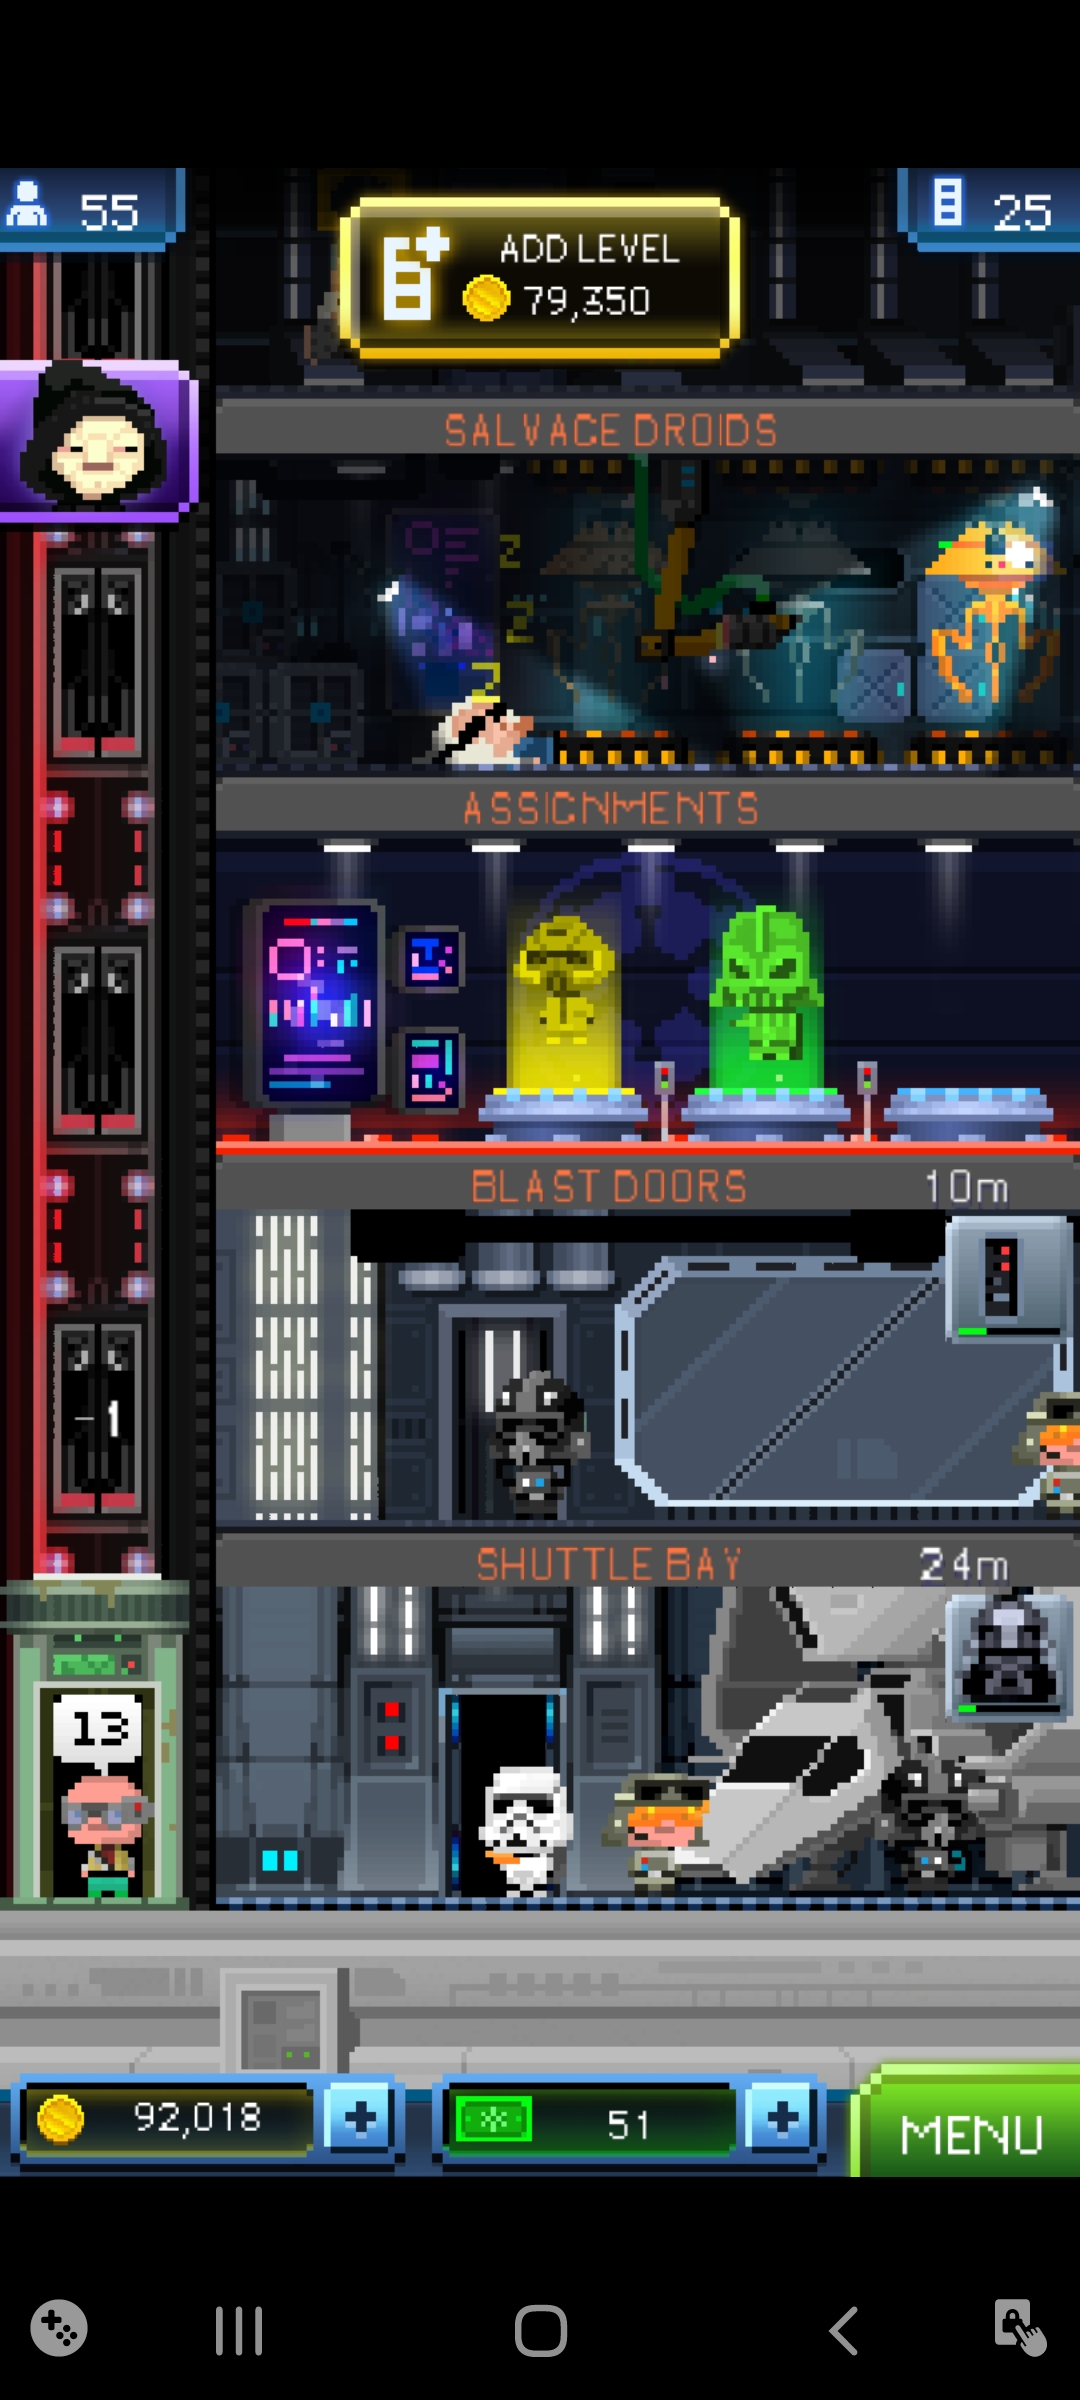 55
ADD LEVEL
79,350
25
SALVAGE DROIDS
Z
Z
Z
ASSIGNMENTS
BLAST DOORS 10m
-1
SHUTTLE BAY 24m
13
92,018
51
MENU